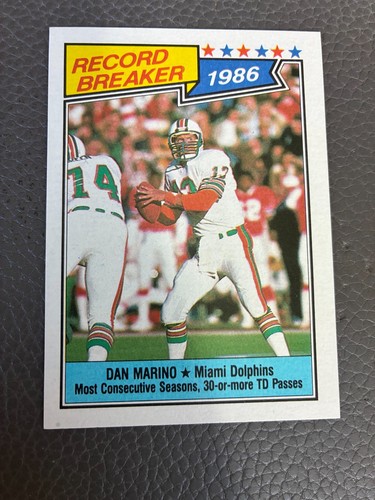 RECORD
BREAKER
1986
14
13
DAN MARINO ★ Miami Dolphins
Most Consecutive Seasons, 30-or-more TD Passes